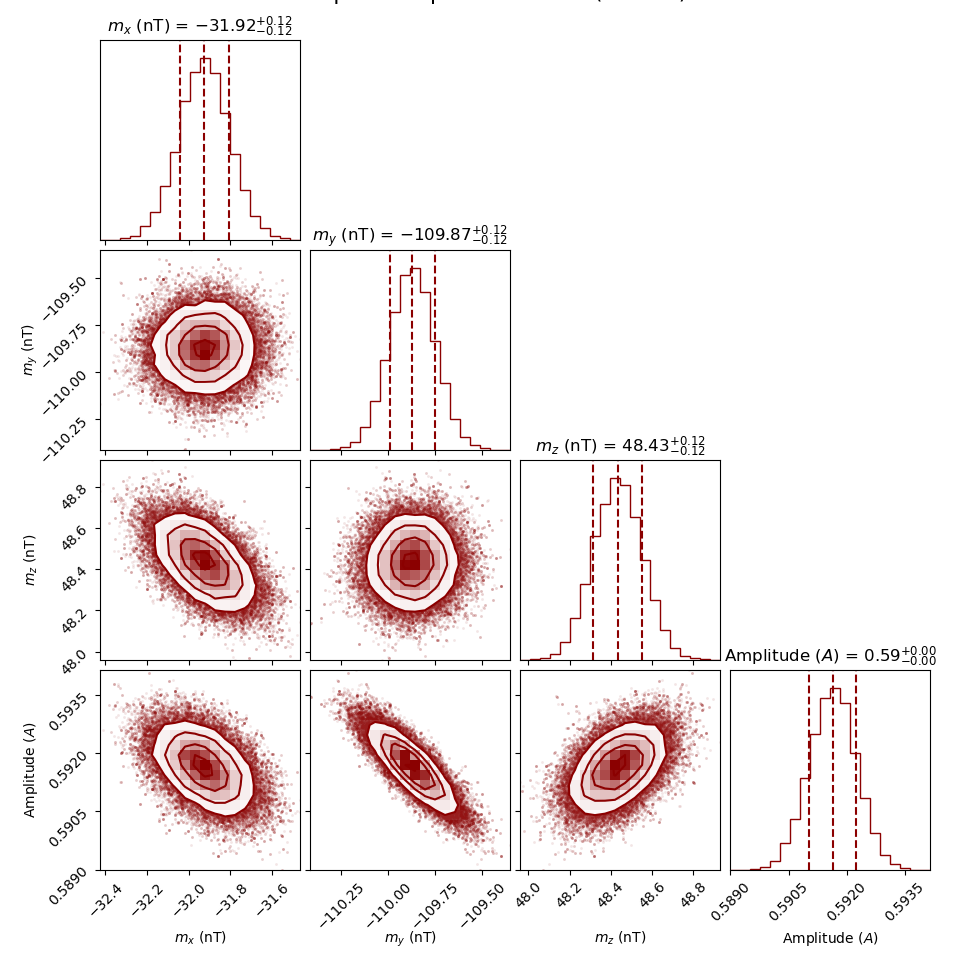 m_x (nT) = −31.92 +0.12 −0.12
m_y (nT) = −109.87 +0.12 −0.12
−109.50
−109.75
−110.00
−110.25
m_y (nT)
m_z (nT) = 48.43 +0.12 −0.12
48.8
48.6
48.4
48.2
48.0
m_z (nT)
Amplitude (A) = 0.59 +0.00 −0.00
0.5935
0.5920
0.5905
0.5890
Amplitude (A)
−32.4 −32.2 −32.0 −31.8 −31.6
−110.25 −110.00 −109.75 −109.50
48.0 48.2 48.4 48.6 48.8
0.5890 0.5905 0.5920 0.5935
m_x (nT)
m_y (nT)
m_z (nT)
Amplitude (A)